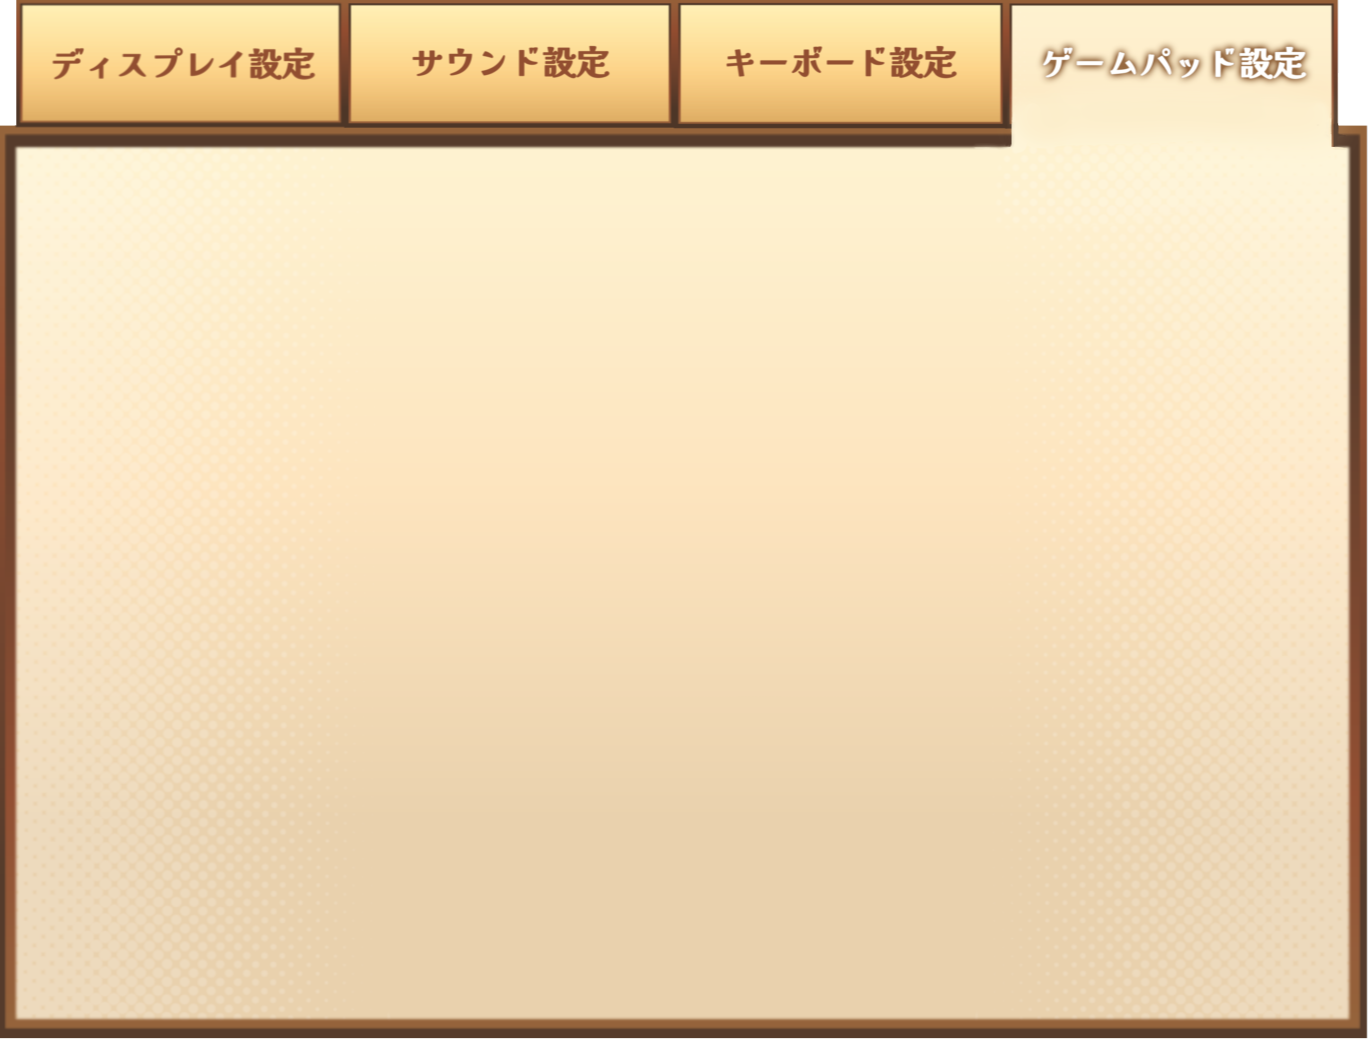 ディスプレイ設定
サウンド設定
キーボード設定
ゲームパッド設定